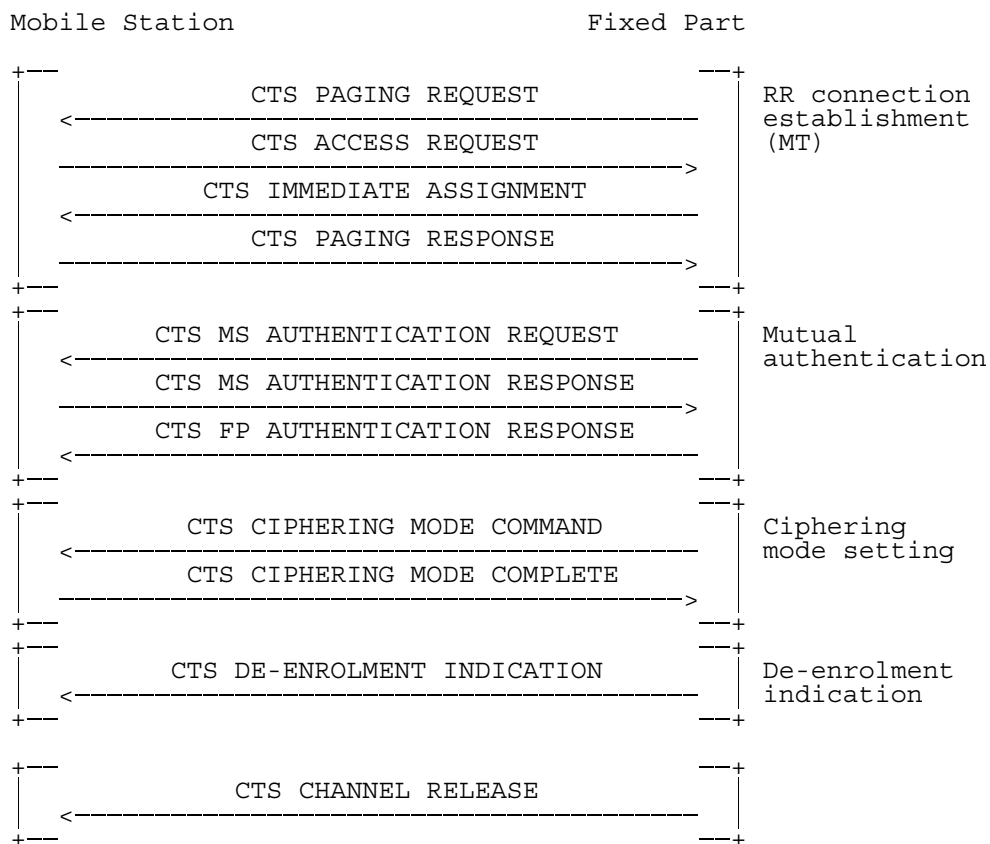 Mobile Station Fixed Part
CTS PAGING REQUEST RR connection
establishment
CTS ACCESS REQUEST (MT)
CTS IMMEDIATE ASSIGNMENT
CTS PAGING RESPONSE
CTS MS AUTHENTICATION REQUEST Mutual
authentication
CTS MS AUTHENTICATION RESPONSE
CTS FP AUTHENTICATION RESPONSE
CTS CIPHERING MODE COMMAND Ciphering
mode setting
CTS CIPHERING MODE COMPLETE
CTS DE-ENROLMENT INDICATION De-enrolment
indication
CTS CHANNEL RELEASE